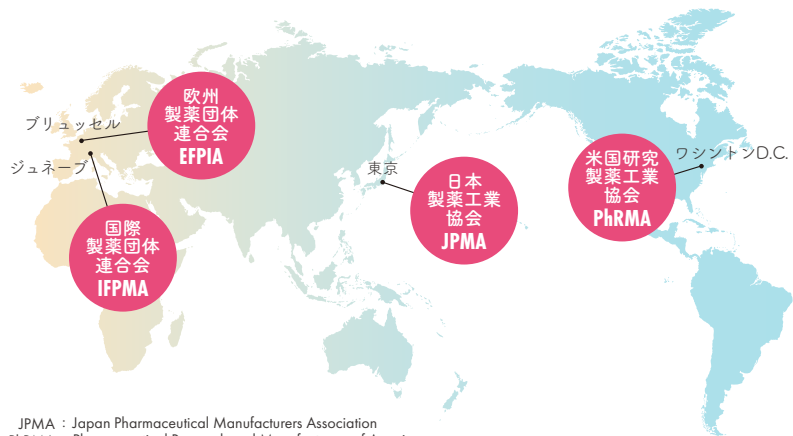 欧州
製薬団体
連合会
EFPIA
ブリュッセル
ジュネーブ
国際
製薬団体
連合会
IFPMA
東京
日本
製薬工業
協会
JPMA
米国研究
製薬工業
協会
PhRMA
ワシントンD.C.
JPMA : Japan Pharmaceutical Manufacturers Association